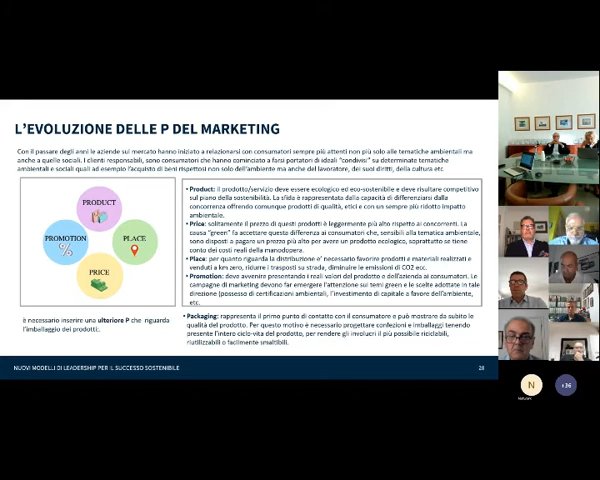 L'EVOLUZIONE DELLE P DEL MARKETING
Con il passare degli anni le aziende sul mercato hanno iniziato a relazionarsi con consumatori sempre più attenti non più solo alle tematiche ambientali ma
anche a quelle sociali. I clienti responsabili, sono consumatori che hanno cominciato a farsi portatori di ideali "condivisi" su determinate tematiche
ambientali e sociali quali ad esempio l'acquisto di beni rispettosi non solo dell'ambiente ma anche del lavoratore, dei suoi diritti, della cultura etc
PRODUCT
PROMOTION
PLACE
PRICE
• Product: il prodotto/servizio deve essere ecologico ed eco-sostenibile e deve risultare competitivo
sul piano della sostenibilità. La sfida è rappresentata dalla capacità di differenziarsi dalla
concorrenza offrendo comunque prodotti di qualità, etici e con un sempre più ridotto impatto
ambientale.
• Price: solitamente il prezzo di questi prodotti è leggermente più alto rispetto ai concorrenti. La
causa "green" fa accettare questa differenza ai consumatori che, sensibili alla tematica ambientale,
sono disposti a pagare un prezzo più alto per avere un prodotto ecologico, soprattutto se tiene
conto dei costi reali della manodopera.
• Place: per quanto riguarda la distribuzione e' necessario favorire prodotti e materiali realizzati e
venduti a km zero, ridurre i trasposti su strada, diminuire le emissioni di CO2 ecc.
• Promotion: deve avvenire presentando i reali valori del prodotto e dell'azienda ai consumatori. Le
campagne di marketing devono far emergere l'attenzione sui temi green e le scelte adottate in tale
direzione (possesso di certificazioni ambientali, l'investimento di capitale a favore dell'ambiente,
etc.
è necessario inserire una ulteriore P che riguarda
l'imballaggio dei prodotti:
• Packaging: rappresenta il primo punto di contatto con il consumatore e può mostrare da subito le
qualità del prodotto. Per questo motivo è necessario progettare confezioni e imballaggi tenendo
presente l'intero ciclo-vita del prodotto, per rendere gli involucri il più possibile riciclabili,
riutilizzabili o facilmente smaltibili.
NUOVI MODELLI DI LEADERSHIP PER IL SUCCESSO SOSTENIBILE
28
N
+36